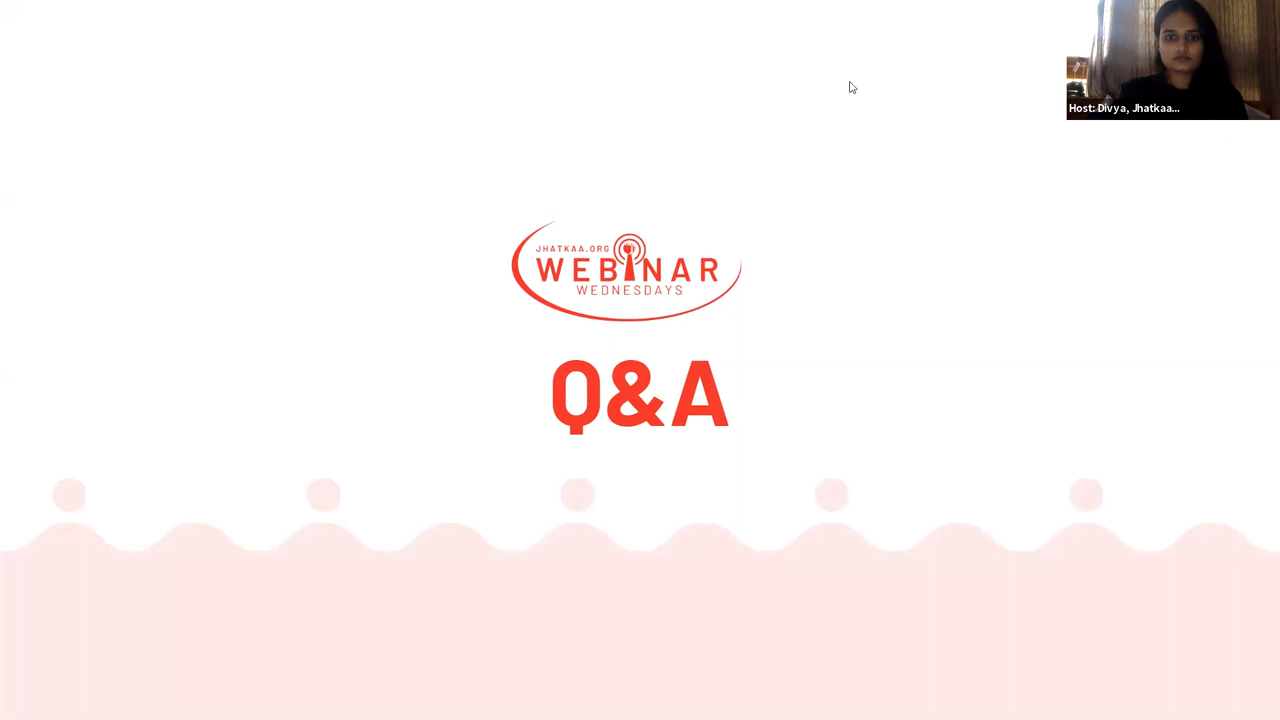 Host: Divya, Jhatkaa...
JHATKAA.ORG
WEBINAR
WEDNESDAYS
Q&A